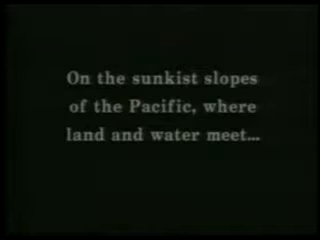 On the sunkist slopes
of the Pacific, where
land and water meet...